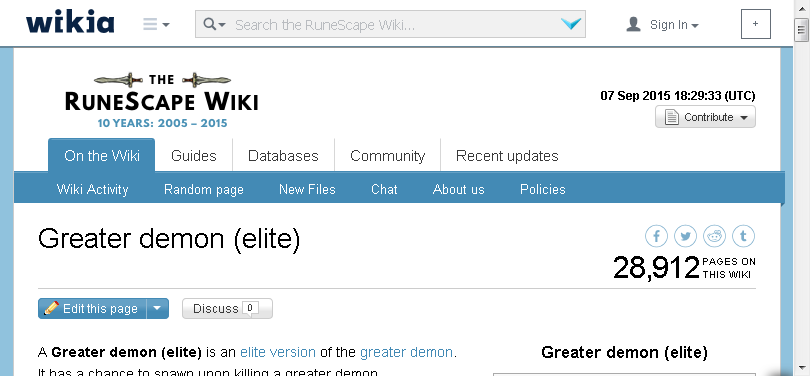 wikia
Search the RuneScape Wiki...
Sign In
+
THE
RUNESCAPE WIKI
10 YEARS: 2005 – 2015
07 Sep 2015 18:29:33 (UTC)
Contribute
On the Wiki Guides Databases Community Recent updates
Wiki Activity Random page New Files Chat About us Policies
Greater demon (elite)
28,912 PAGES ON
THIS WIKI
Edit this page Discuss 0
A Greater demon (elite) is an elite version of the greater demon.
It has a chance to spawn upon killing a greater demon.
Greater demon (elite)